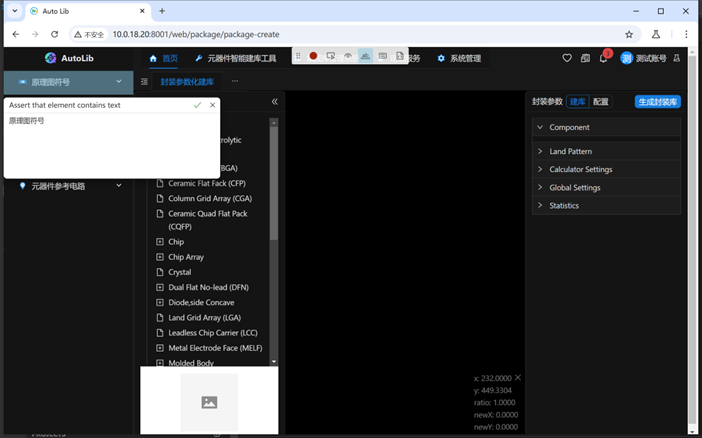 Auto Lib
不安全
10.0.18.20:8001/web/package/package-create
AutoLib
首页
元器件智能建库工具
服务
系统管理
3
测
测试账号
原理图符号
封装参数化建库
Assert that element contains text
原理图符号
元器件参考电路
(BGA)
Ceramic Flat Fack (CFP)
Column Grid Array (CGA)
Ceramic Quad Flat Pack
(CQFP)
Chip
Chip Array
Crystal
Dual Flat No-lead (DFN)
Diode,side Concave
Land Grid Array (LGA)
Leadless Chip Carrier (LCC)
Metal Electrode Face (MELF)
Molded Body
x: 232.0000
y: 449.3304
ratio: 1.0000
newX: 0.0000
newY: 0.0000
封装参数
建库
配置
生成封装库
Component
Land Pattern
Calculator Settings
Global Settings
Statistics